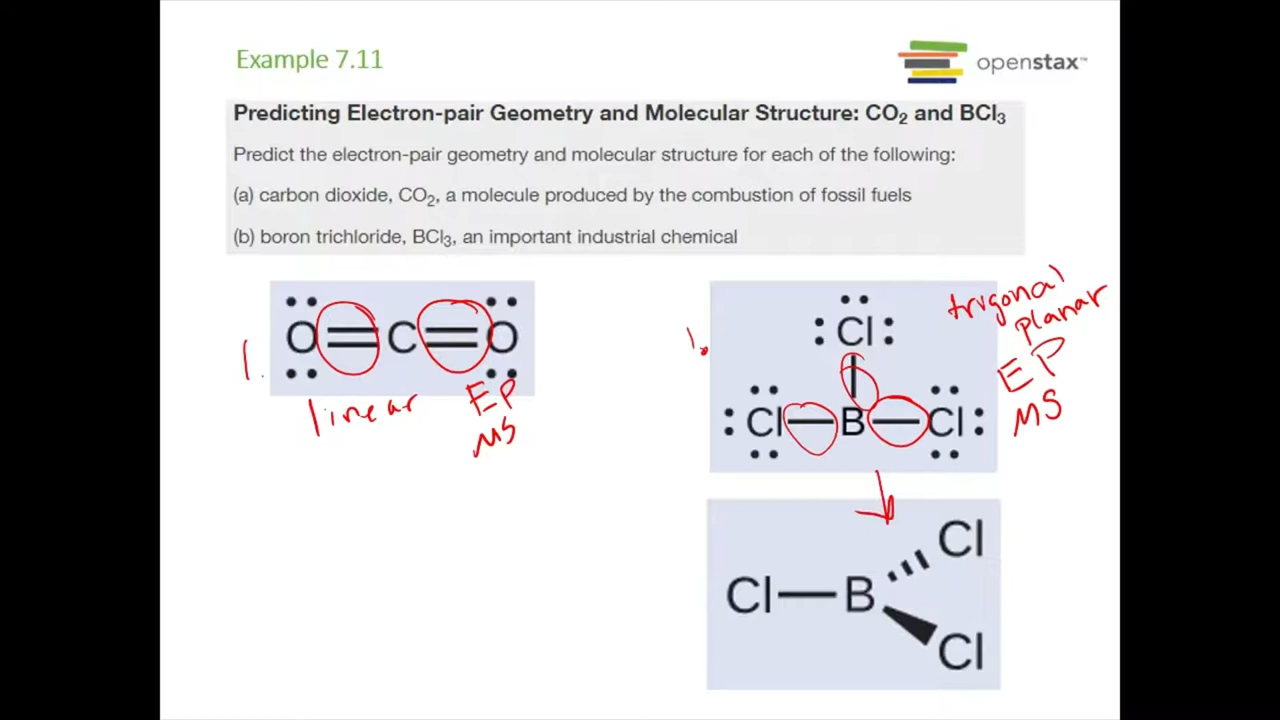 Example 7.11
openstax™
Predicting Electron-pair Geometry and Molecular Structure: CO₂ and BCl₃
Predict the electron-pair geometry and molecular structure for each of the following:
(a) carbon dioxide, CO₂, a molecule produced by the combustion of fossil fuels
(b) boron trichloride, BCl₃, an important industrial chemical
1.
O=C=O
linear
EP
MS
1.
Cl
Cl—B—Cl
trigonal
planar
EP
MS
Cl
Cl—B
Cl